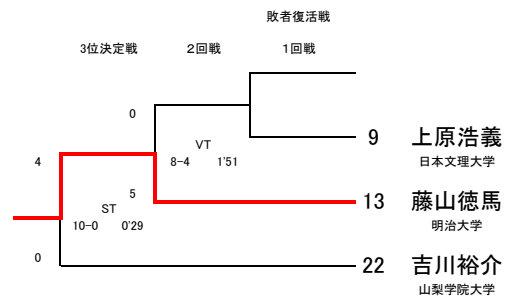 敗者復活戦
3位決定戦
２回戦
1回戦
0
VT
8-4 1'51
9 上原浩義
日本文理大学
4
5
13 藤山徳馬
明治大学
ST
10-0 0'29
0
22 吉川裕介
山梨学院大学